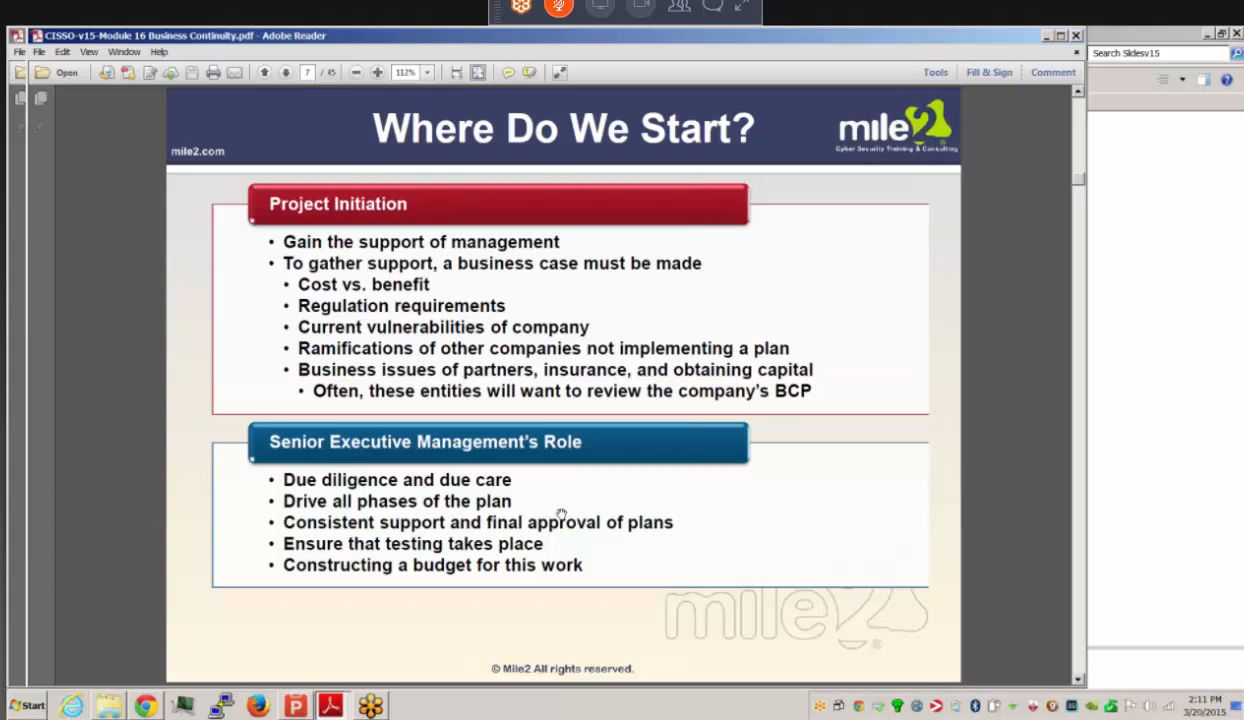 CISSO-v15-Module 16 Business Continuity.pdf - Adobe Reader
File File Edit View Window Help
Search Slidesv15
Open 7 / 45 112% Tools Fill & Sign Comment
Where Do We Start?
mile2
Cyber Security Training & Consulting
mile2.com
Project Initiation
• Gain the support of management
• To gather support, a business case must be made
• Cost vs. benefit
• Regulation requirements
• Current vulnerabilities of company
• Ramifications of other companies not implementing a plan
• Business issues of partners, insurance, and obtaining capital
• Often, these entities will want to review the company's BCP
Senior Executive Management's Role
• Due diligence and due care
• Drive all phases of the plan
• Consistent support and final approval of plans
• Ensure that testing takes place
• Constructing a budget for this work
mile2
© Mile2 All rights reserved.
Start
2:11 PM
3/20/2015